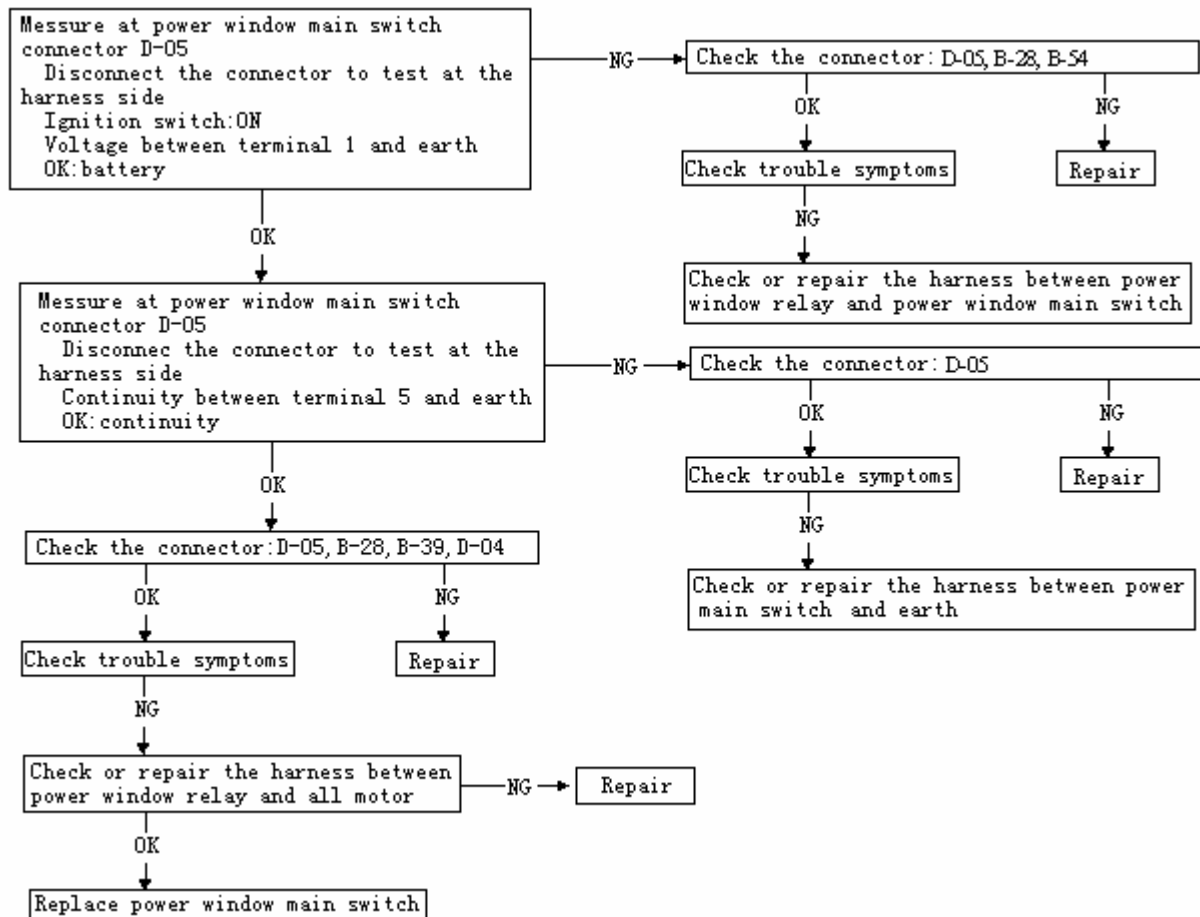 Messure at power window main switch
connector D-05
Disconnect the connector to test at the
harness side
Ignition switch:ON
Voltage between terminal 1 and earth
OK:battery
NG
Check the connector: D-05, B-28, B-54
OK
NG
Check trouble symptoms
Repair
NG
Check or repair the harness between power
window relay and power window main switch
OK
Messure at power window main switch
connector D-05
Disconnec the connector to test at the
harness side
Continuity between terminal 5 and earth
OK:continuity
NG
Check the connector: D-05
OK
NG
Check trouble symptoms
Repair
NG
Check or repair the harness between power
main switch and earth
OK
Check the connector:D-05, B-28, B-39, D-04
OK
NG
Check trouble symptoms
Repair
NG
Check or repair the harness between
power window relay and all motor
NG
Repair
OK
Replace power window main switch